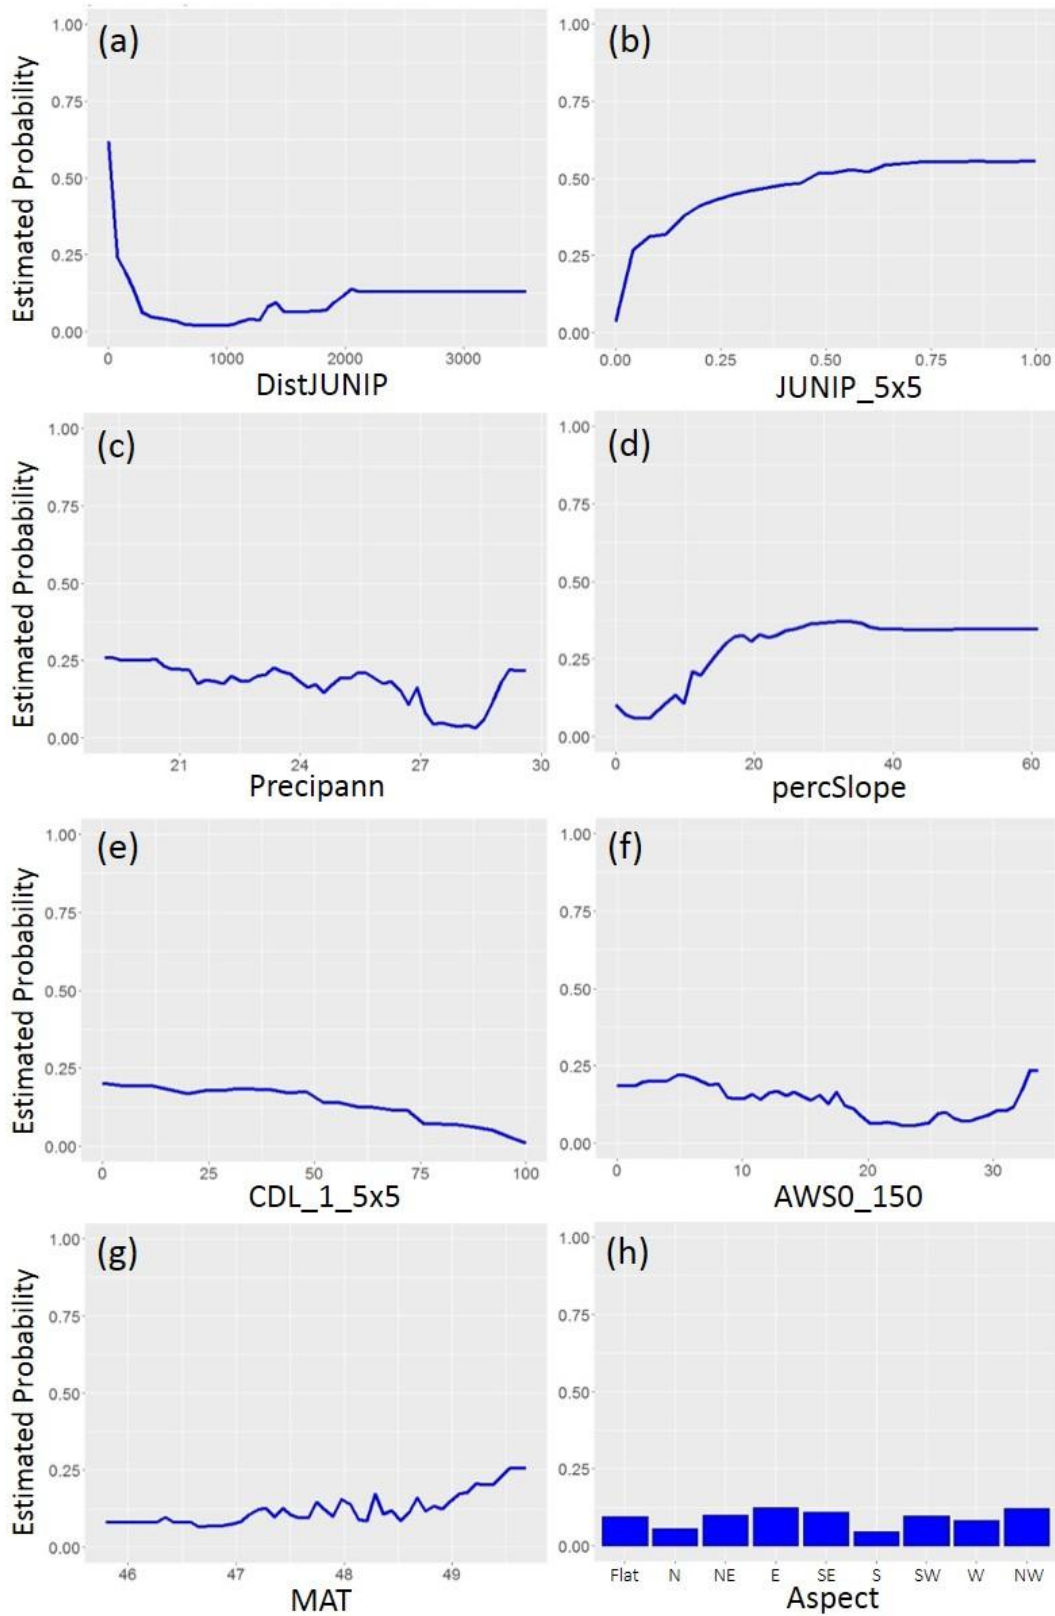 (a)
Estimated Probability
1.00
0.75
0.50
0.25
0.00
0 1000 2000 3000
DistJUNIP
(b)
1.00
0.75
0.50
0.25
0.00
0.00 0.25 0.50 0.75 1.00
JUNIP_5x5
(c)
Estimated Probability
1.00
0.75
0.50
0.25
0.00
21 24 27 30
Precipann
(d)
1.00
0.75
0.50
0.25
0.00
0 20 40 60
percSlope
(e)
Estimated Probability
1.00
0.75
0.50
0.25
0.00
0 25 50 75 100
CDL_1_5x5
(f)
1.00
0.75
0.50
0.25
0.00
0 10 20 30
AWS0_150
(g)
Estimated Probability
1.00
0.75
0.50
0.25
0.00
46 47 48 49
MAT
(h)
1.00
0.75
0.50
0.25
0.00
Flat N NE E SE S SW W NW
Aspect